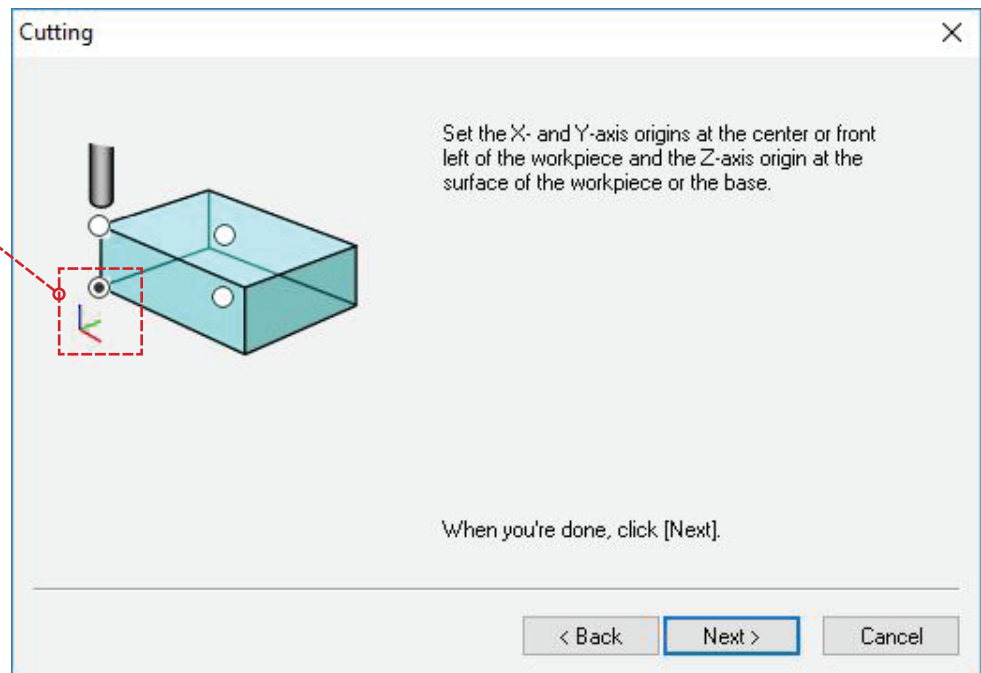 Cutting
Set the X- and Y-axis origins at the center or front
left of the workpiece and the Z-axis origin at the
surface of the workpiece or the base.
When you're done, click [Next].
< Back
Next >
Cancel